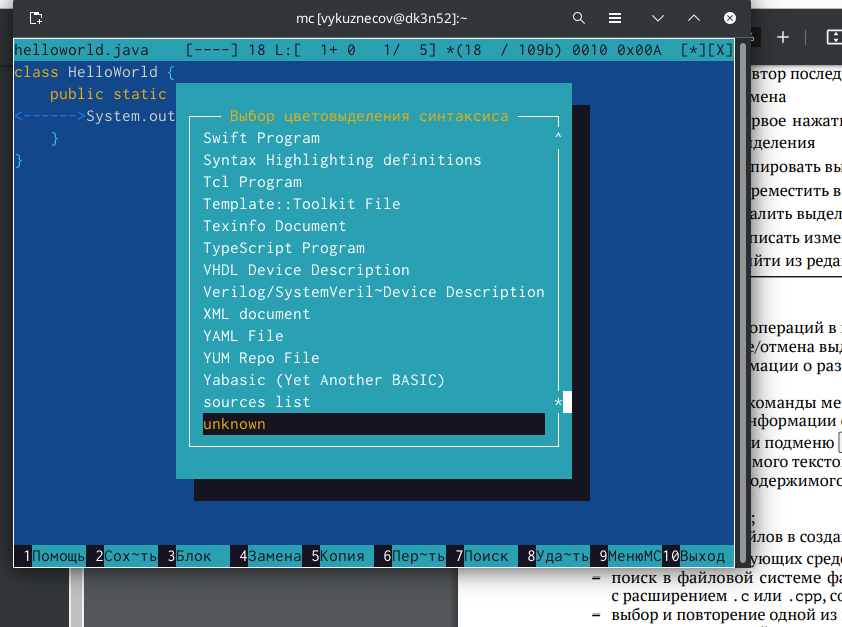 mc [vykuznecov@dk3n52]:~
helloworld.java [----] 18 L:[ 1+ 0 1/ 5] *(18 / 109b) 0010 0x00A [*][X]
class HelloWorld {
public static
<------>System.out
}
}
Выбор цветовыделения синтаксиса
Swift Program
Syntax Highlighting definitions
Tcl Program
Template::Toolkit File
Texinfo Document
TypeScript Program
VHDL Device Description
Verilog/SystemVeril~Device Description
XML document
YAML File
YUM Repo File
Yabasic (Yet Another BASIC)
sources list
unknown
1Помощь 2Сох~ть 3Блок 4Замена 5Копия 6Пер~ть 7Поиск 8Уда~ть 9МенюMC 10Выход
втор послед
мена
рвое нажати
деления
пировать вы
реместить в
алить выдел
писать изме
йти из реда
операций в
е/отмена выд
мации о раз
команды ме
нформации
и подменю
мого тексто
одержимого
;
йлов в созда
ующих средс
– поиск в файловой системе фа
с расширением .c или .cpp, со
– выбор и повторение одной из